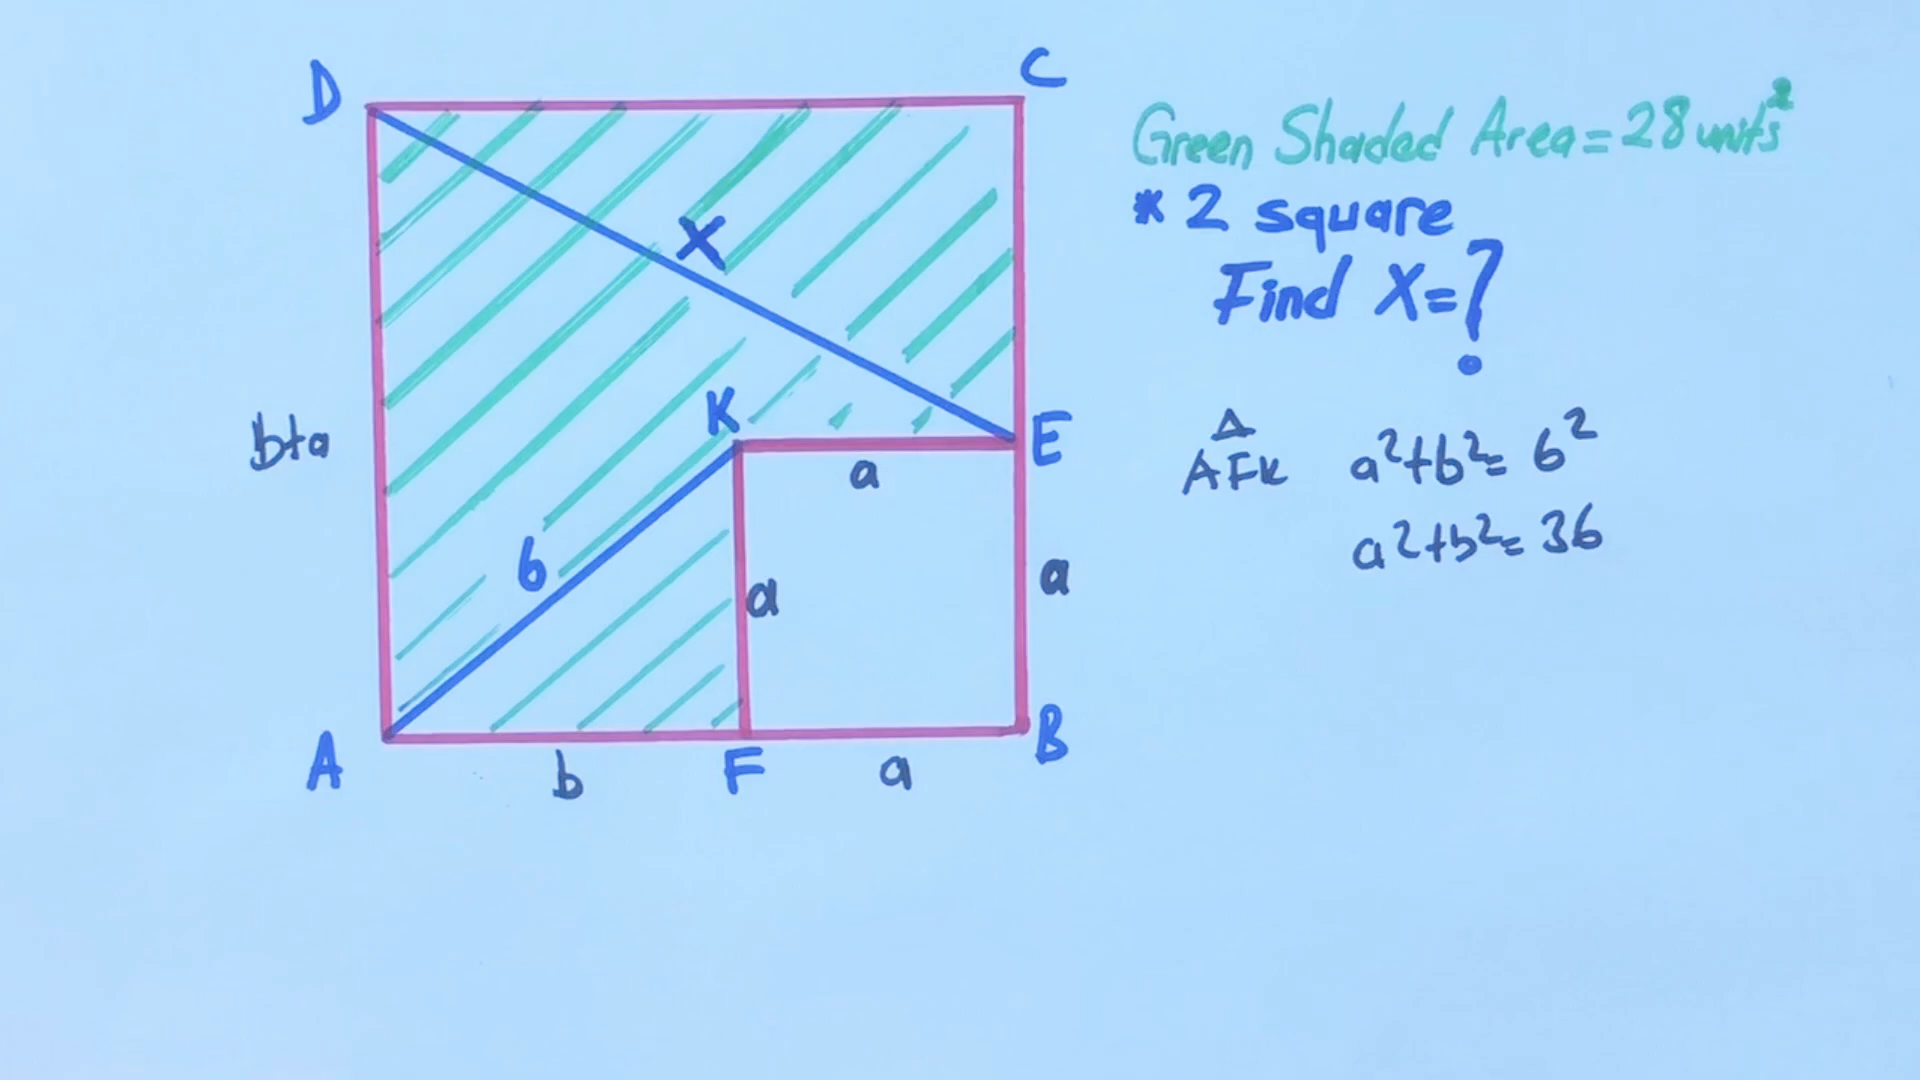 D
C
Green Shaded Area = 28 units²
* 2 square
Find X = ?
X
K
E
b+a
a
AFK a²+b² = 6²
a²+b² = 36
6
a
a
A
b
F
a
B